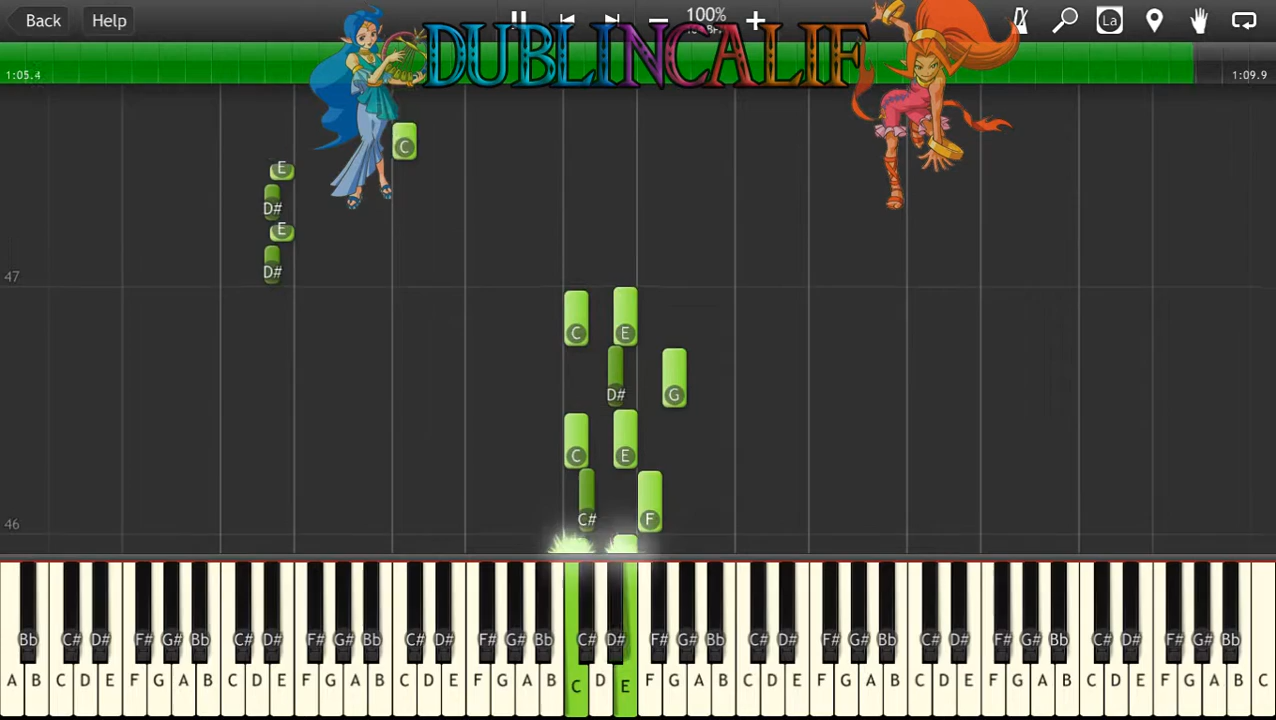 Back Help 100% La
DUBLINCALIF
1:05.4 1:09.9
C
E
D#
E
D#
47
C E
D# G
C E
46
C# F
Bb C# D# F# G# Bb C# D# F# G# Bb C# D# F# G# Bb C# D# F# G# Bb C# D# F# G# Bb C# D# F# G# Bb C# D# F# G# Bb
A B C D E F G A B C D E F G A B C D E F G A B C D E F G A B C D E F G A B C D E F G A B C D E F G A B C